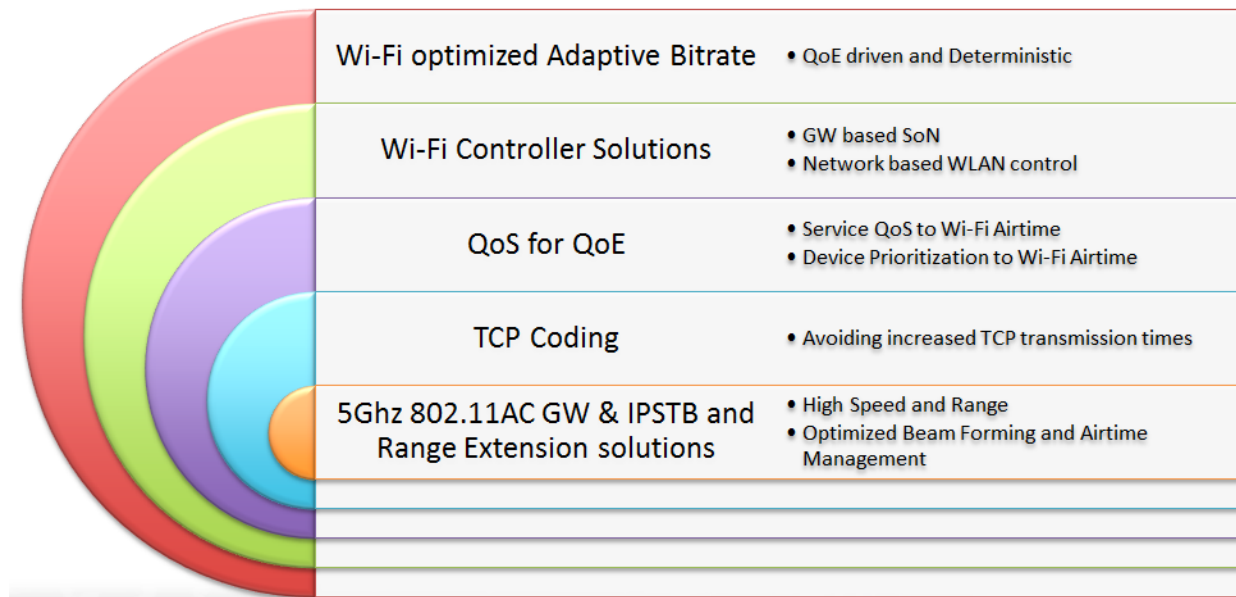 Wi-Fi optimized Adaptive Bitrate
• QoE driven and Deterministic
Wi-Fi Controller Solutions
• GW based SoN
• Network based WLAN control
QoS for QoE
• Service QoS to Wi-Fi Airtime
• Device Prioritization to Wi-Fi Airtime
TCP Coding
• Avoiding increased TCP transmission times
5Ghz 802.11AC GW & IPSTB and
Range Extension solutions
• High Speed and Range
• Optimized Beam Forming and Airtime
Management